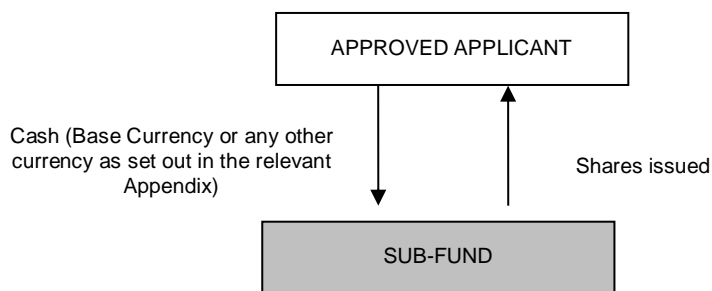 APPROVED APPLICANT
Cash (Base Currency or any other
currency as set out in the relevant
Appendix)
Shares issued
SUB-FUND